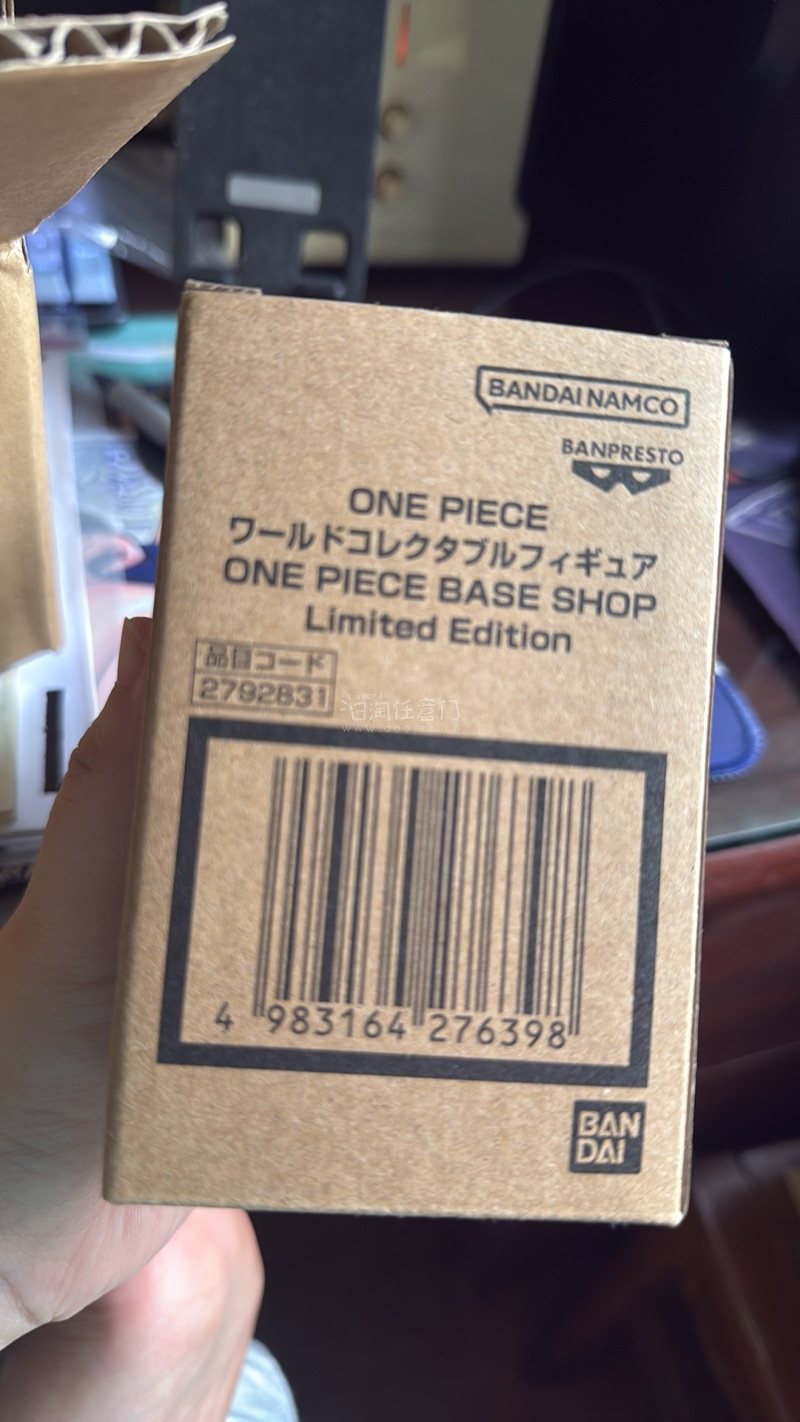 BANDAI NAMCO
BANPRESTO
ONE PIECE
ワールドコレクタブルフィギュア
ONE PIECE BASE SHOP
Limited Edition
品目コード
2792831
4 983164 276398
BAN
DAI